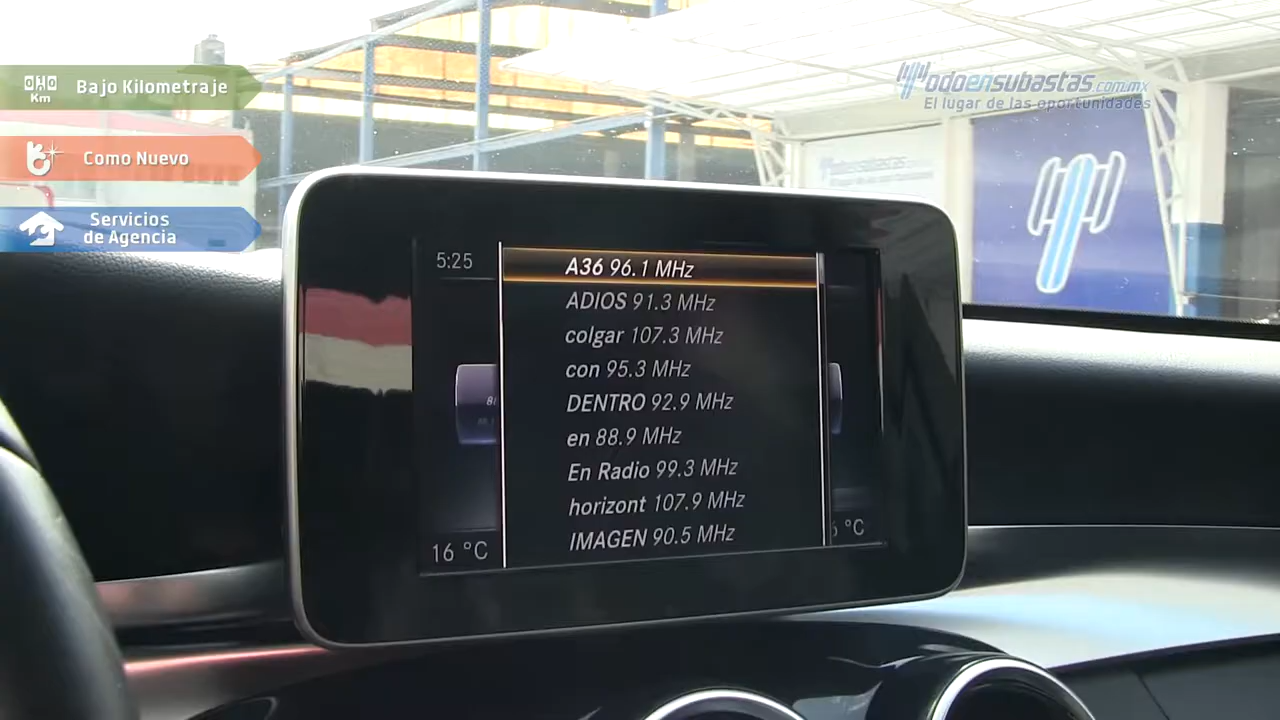 Km
Bajo Kilometraje
Como Nuevo
Servicios
de Agencia
odoensubastas.com.mx
El lugar de las oportunidades
5:25
A36 96.1 MHz
ADIOS 91.3 MHz
colgar 107.3 MHz
con 95.3 MHz
DENTRO 92.9 MHz
en 88.9 MHz
En Radio 99.3 MHz
horizont 107.9 MHz
IMAGEN 90.5 MHz
16 °C
°C